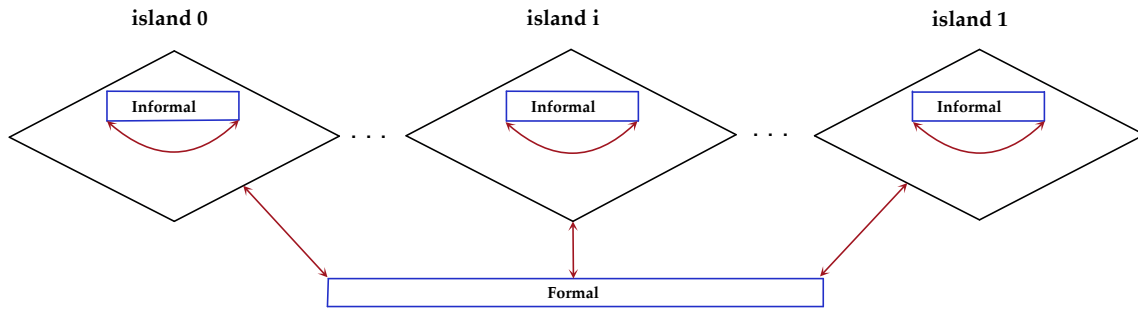 island 0 island i island 1
Informal Informal Informal
. . . . . .
Formal